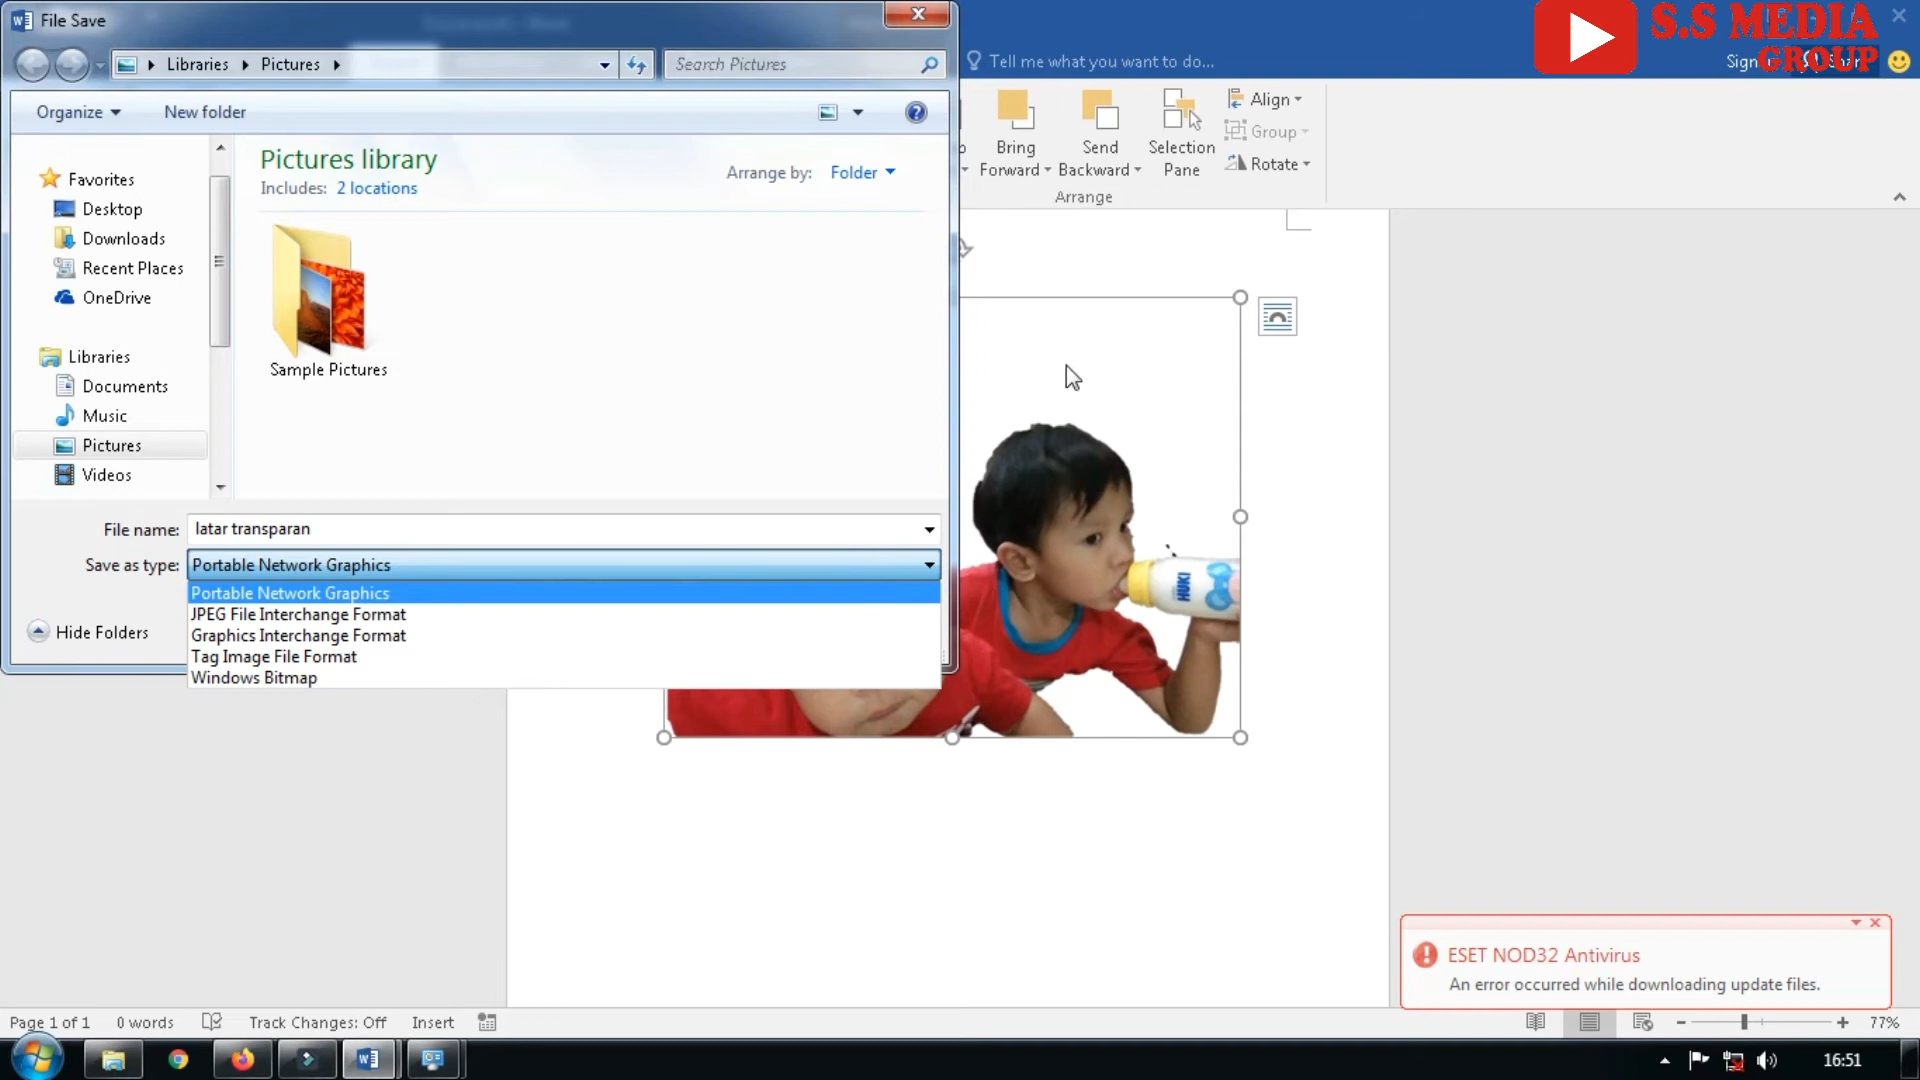 File Save
Libraries
Pictures
Search Pictures
Organize
New folder
Pictures library
Includes: 2 locations
Arrange by: Folder
Favorites
Desktop
Downloads
Recent Places
OneDrive
Libraries
Documents
Music
Pictures
Videos
Sample Pictures
File name: latar transparan
Save as type: Portable Network Graphics
Portable Network Graphics
JPEG File Interchange Format
Graphics Interchange Format
Tag Image File Format
Windows Bitmap
Hide Folders
Tell me what you want to do...
S.S MEDIA
GROUP
Bring
Forward
Send
Backward
Selection
Pane
Align
Group
Rotate
Arrange
HUKI
ESET NOD32 Antivirus
An error occurred while downloading update files.
Page 1 of 1
0 words
Track Changes: Off
Insert
77%
16:51